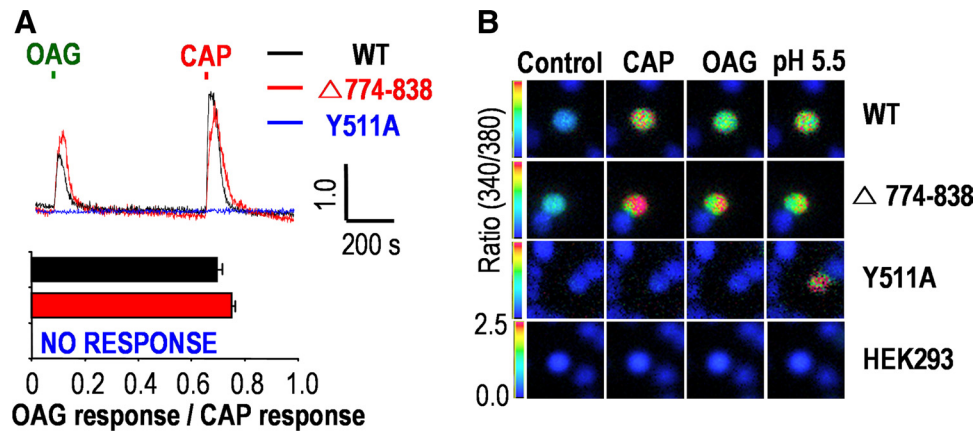 A
OAG
CAP
WT
△774-838
Y511A
1.0
200 s
NO RESPONSE
0 0.2 0.4 0.6 0.8 1.0
OAG response / CAP response
B
Control CAP OAG pH 5.5
WT
△ 774-838
Y511A
HEK293
Ratio (340/380)
2.5
0.0